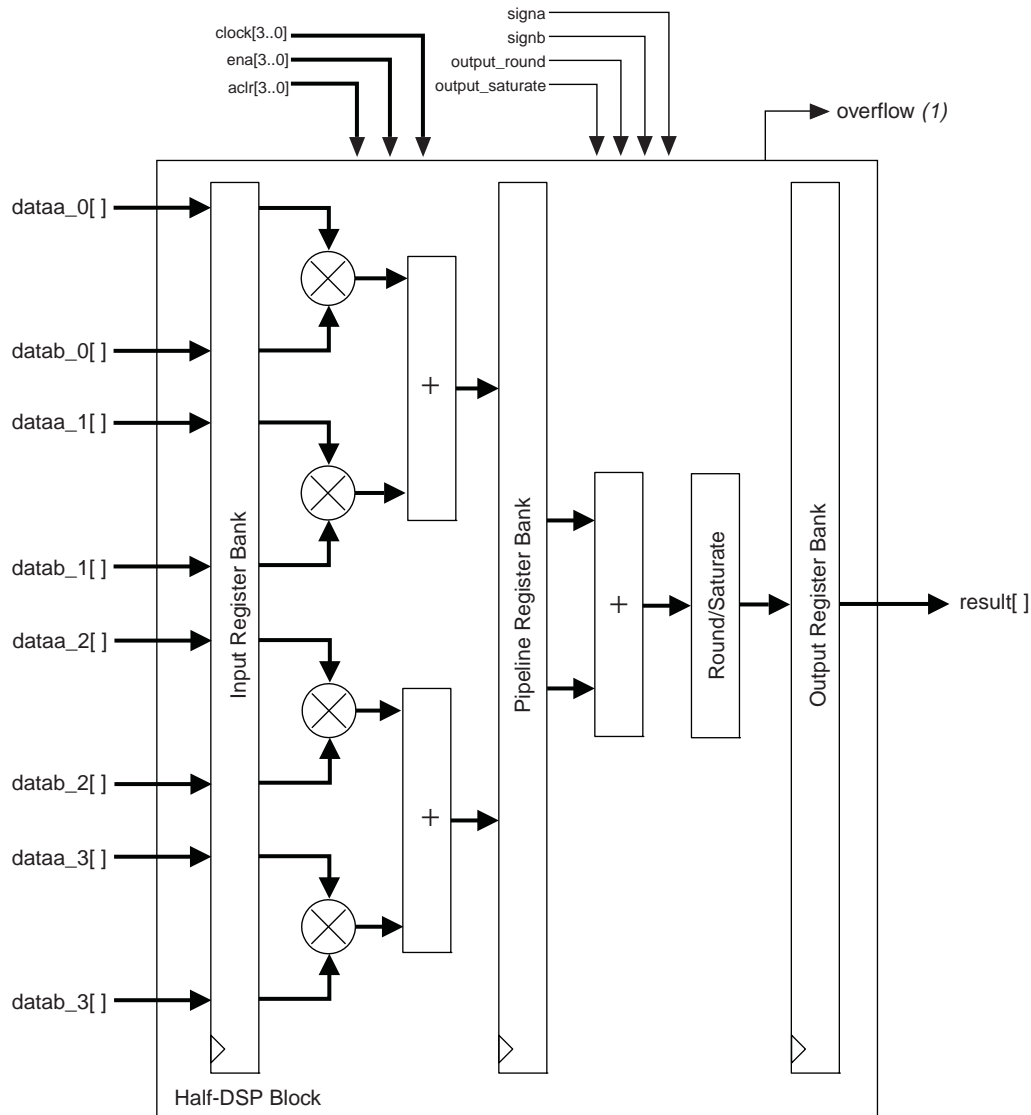 signa
clock[3..0]
signb
ena[3..0]
output_round
aclr[3..0]
output_saturate
overflow (1)
dataa_0[ ]
datab_0[ ]
+
dataa_1[ ]
datab_1[ ]
Input Register Bank
Pipeline Register Bank
+
Round/Saturate
Output Register Bank
result[ ]
dataa_2[ ]
datab_2[ ]
+
dataa_3[ ]
datab_3[ ]
Half-DSP Block